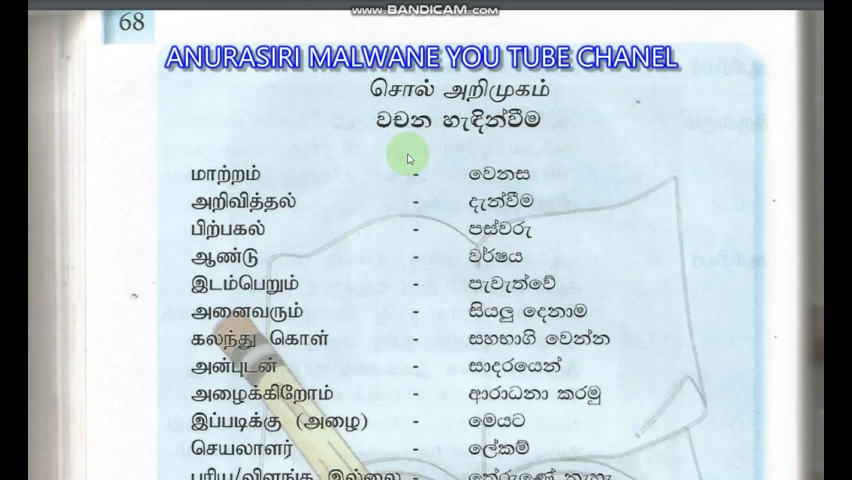 www.BANDICAM.com
68
ANURASIRI MALWANE YOU TUBE CHANEL
சொல் அறிமுகம்
වචන හැඳින්වීම
மாற்றம் - වෙනස
அறிவித்தல் - දැන්වීම
பிற்பகல் - පස්වරු
ஆண்டு - වර්ෂය
இடம்பெறும் - පැවැත්වේ
அனைவரும் - සියලු දෙනාම
கலந்து கொள் - සහභාගි වෙන්න
அன்புடன் - සාදරයෙන්
அழைக்கிறோம் - ආරාධනා කරමු
இப்படிக்கு (அழை) - මෙයට
செயலாளர் - ලේකම්
புரிய/விளங்க இல்லை - තේරුණේ නැහැ